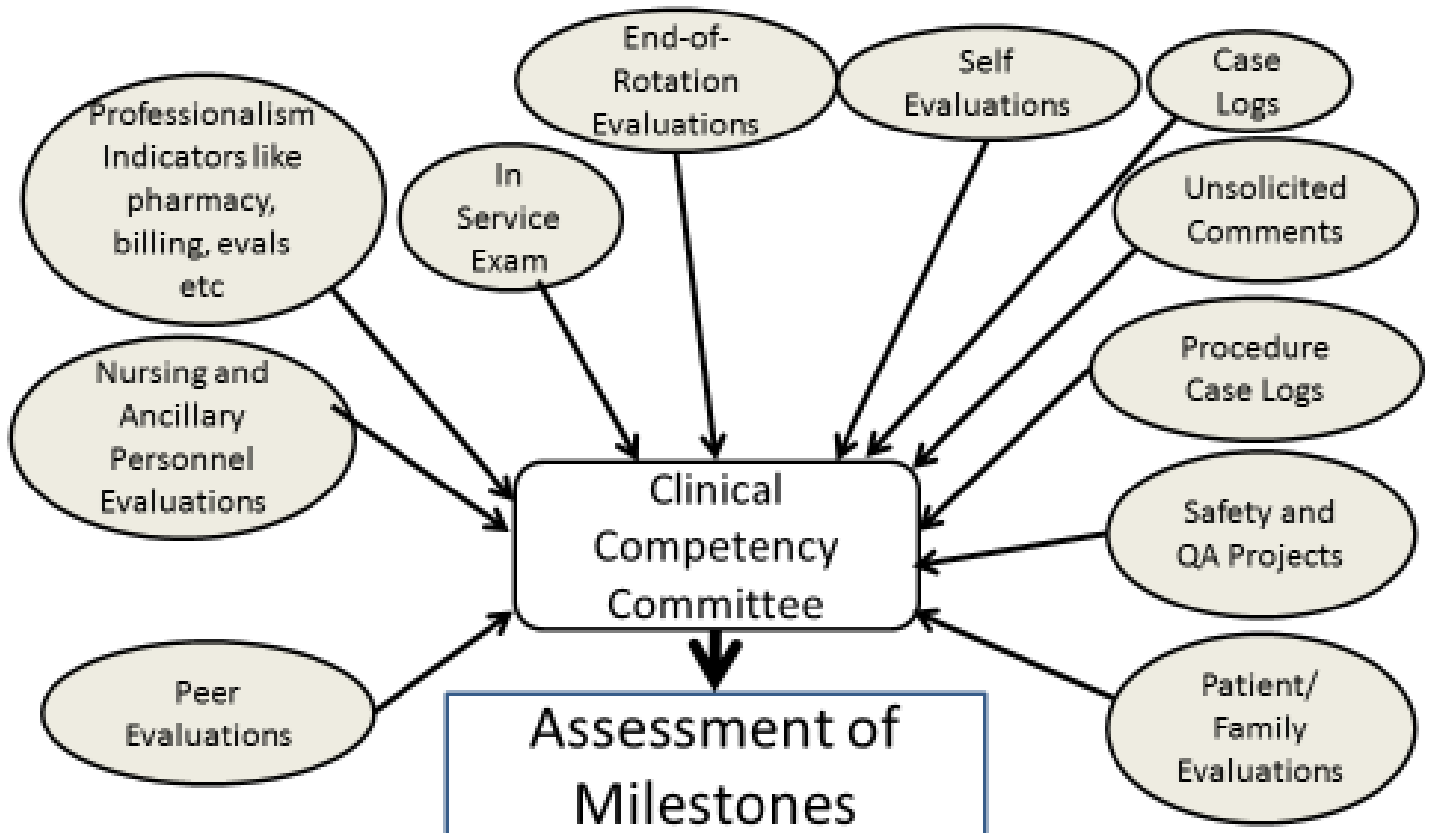 End-of-
Rotation
Evaluations
Self
Evaluations
Case
Logs
Professionalism
Indicators like
pharmacy,
billing, evals
etc
In
Service
Exam
Unsolicited
Comments
Nursing and
Ancillary
Personnel
Evaluations
Procedure
Case Logs
Clinical
Competency
Committee
Safety and
QA Projects
Peer
Evaluations
Patient/
Family
Evaluations
Assessment of
Milestones